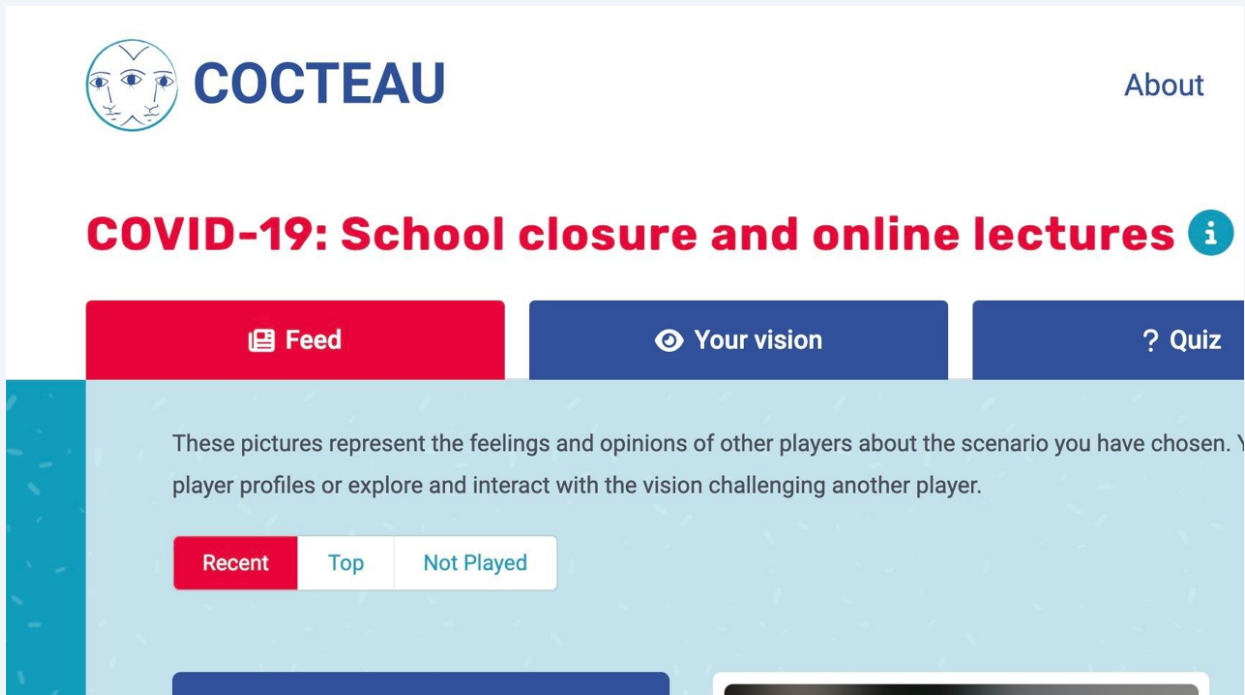 COCTEAU
About
COVID-19: School closure and online lectures
Feed
Your vision
? Quiz
These pictures represent the feelings and opinions of other players about the scenario you have chosen.
player profiles or explore and interact with the vision challenging another player.
Recent
Top
Not Played